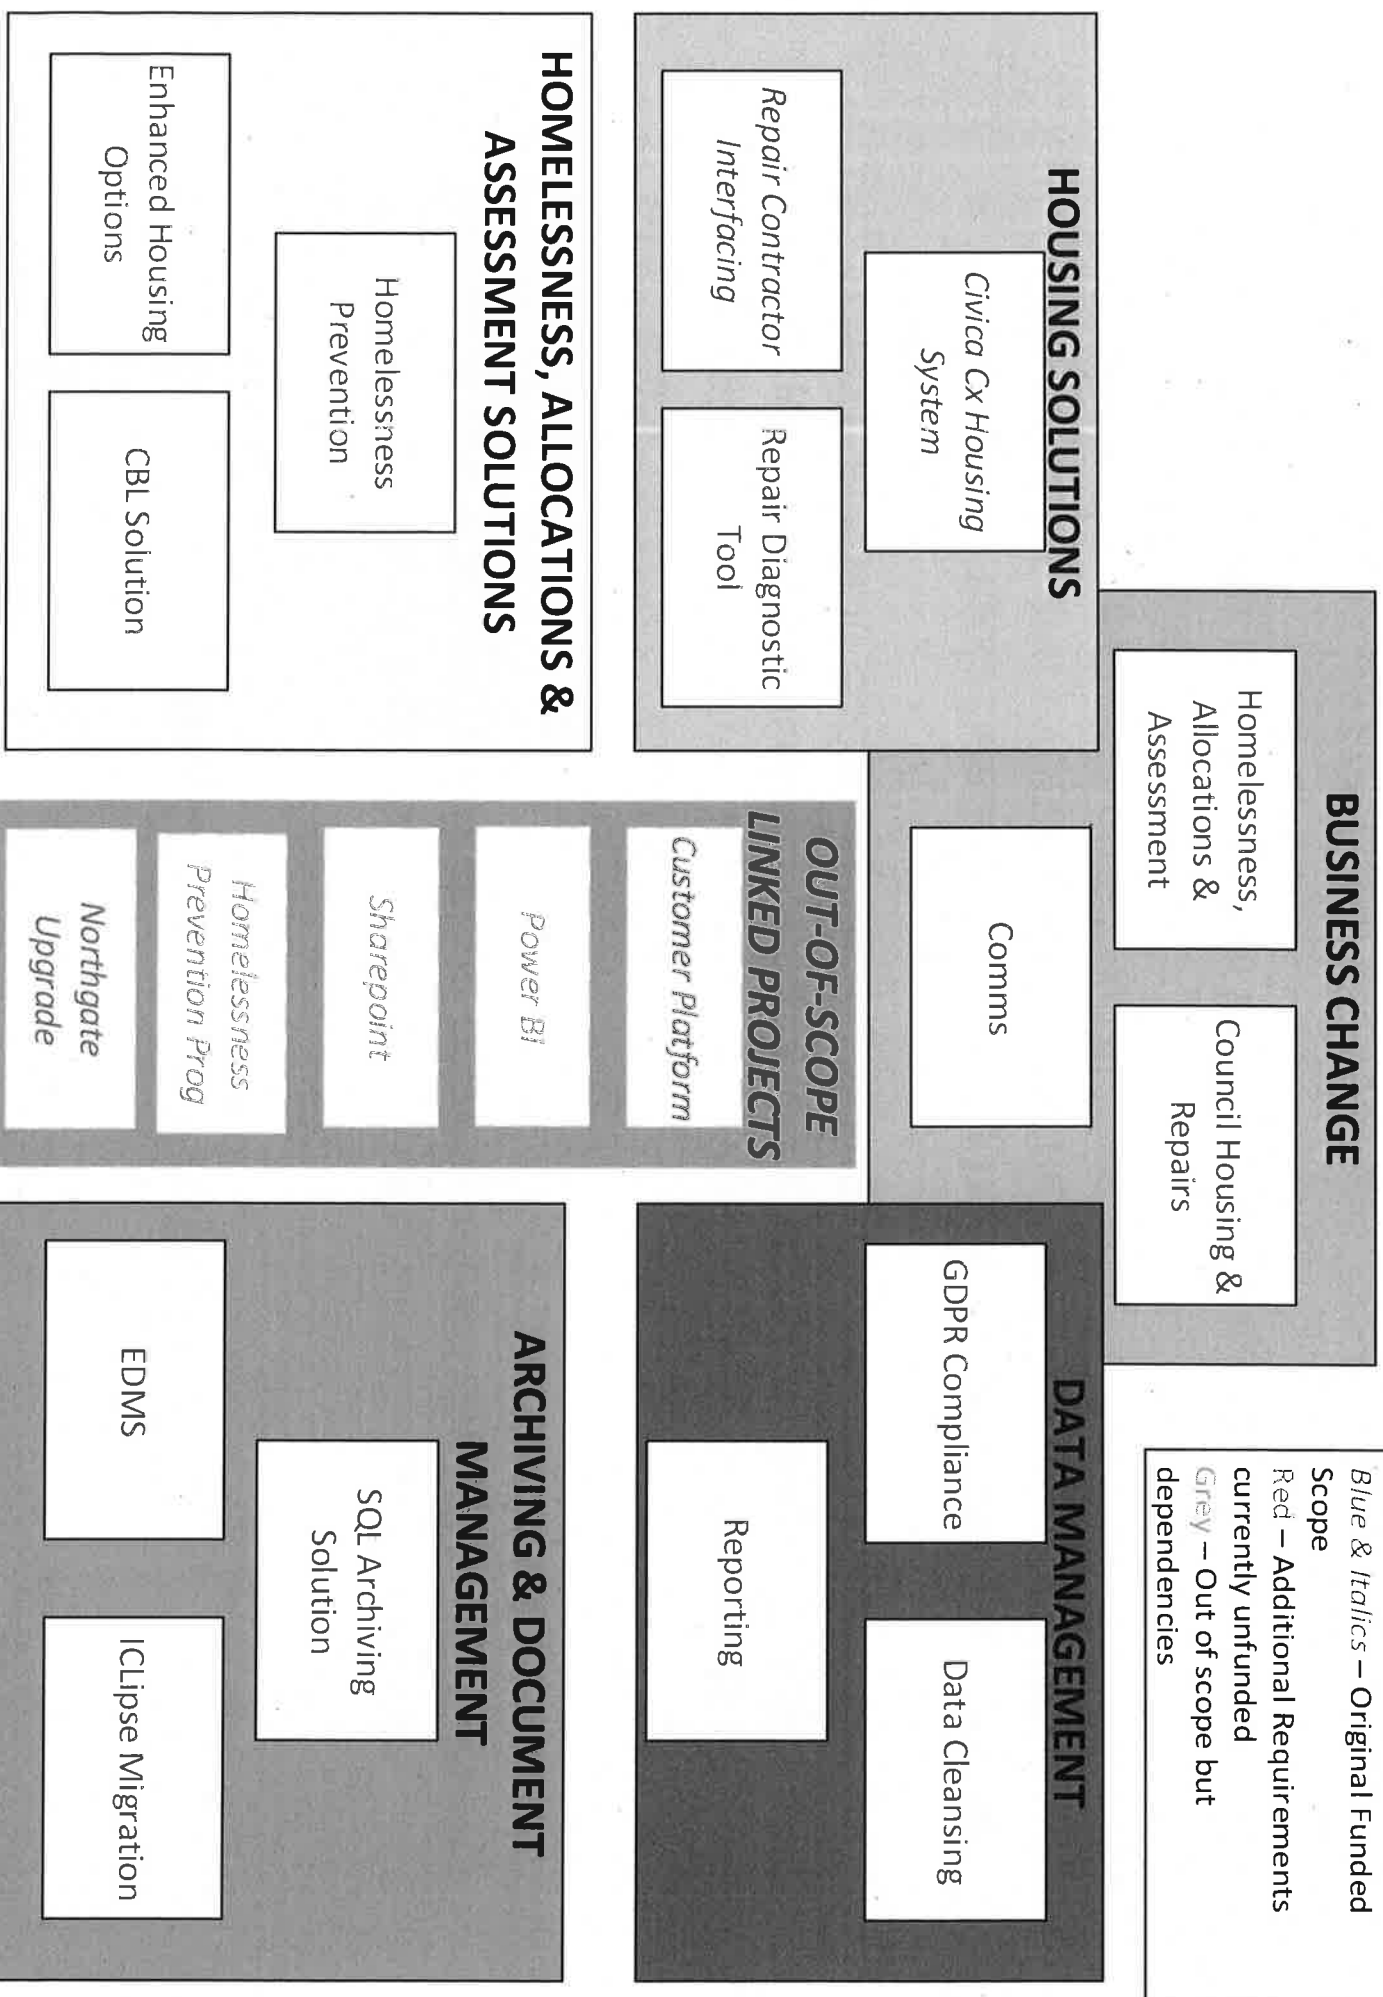 BUSINESS CHANGE
Homelessness,
Allocations &
Assessment
Council Housing &
Repairs
Comms
Blue & Italics – Original Funded
Scope
Red – Additional Requirements
currently unfunded
Grey – Out of scope but
dependencies
HOUSING SOLUTIONS
Civica Cx Housing
System
Repair Contractor
Interfacing
Repair Diagnostic
Tool
DATA MANAGEMENT
GDPR Compliance
Data Cleansing
Reporting
OUT-OF-SCOPE
LINKED PROJECTS
Customer Platform
Power BI
Sharepoint
Homelessness
Prevention Prog
Northgate
Upgrade
HOMELESSNESS, ALLOCATIONS &
ASSESSMENT SOLUTIONS
Homelessness
Prevention
Enhanced Housing
Options
CBL Solution
ARCHIVING & DOCUMENT
MANAGEMENT
SQL Archiving
Solution
EDMS
ICLipse Migration